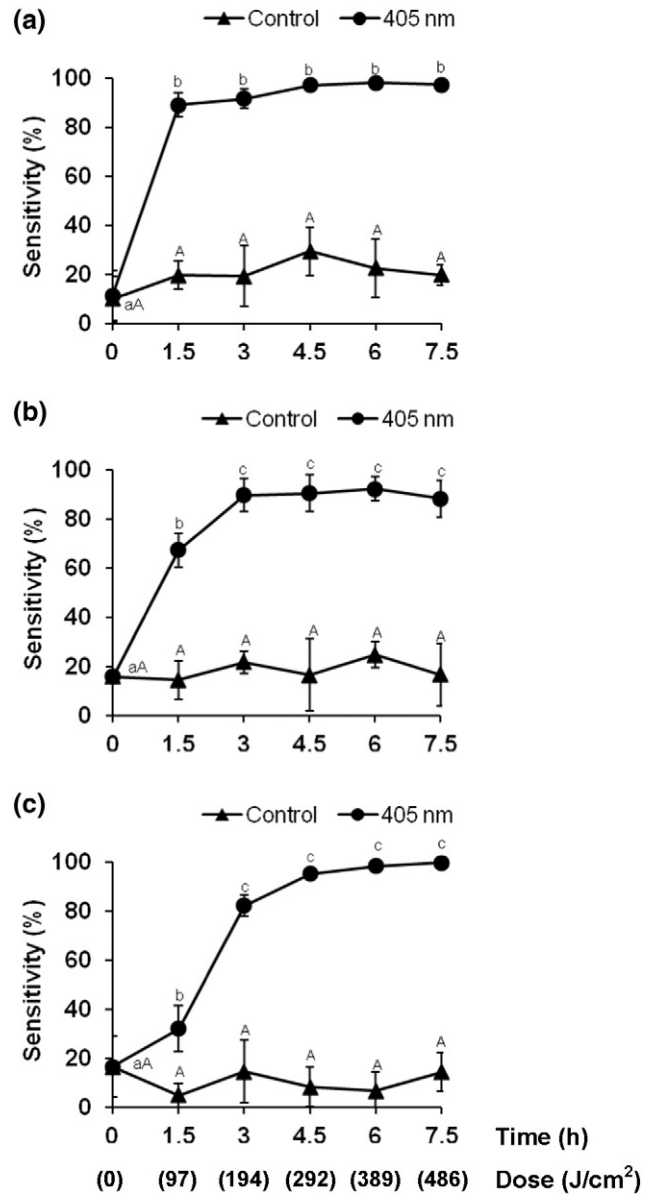 (a)
Control 405 nm
Sensitivity (%)
100
80
60
40
20
0
b b b b b
A A A A A
aA
0 1.5 3 4.5 6 7.5
(b)
Control 405 nm
Sensitivity (%)
100
80
60
40
20
0
b c c c c
aA A A A A A
0 1.5 3 4.5 6 7.5
(c)
Control 405 nm
Sensitivity (%)
100
80
60
40
20
0
b c c c c
aA A A A A A
0 1.5 3 4.5 6 7.5 Time (h)
(0) (97) (194) (292) (389) (486) Dose (J/cm²)